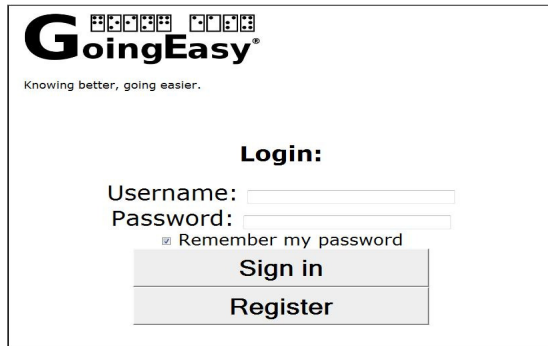 GoingEasy®
Knowing better, going easier.
Login:
Username:
Password:
Remember my password
Sign in
Register